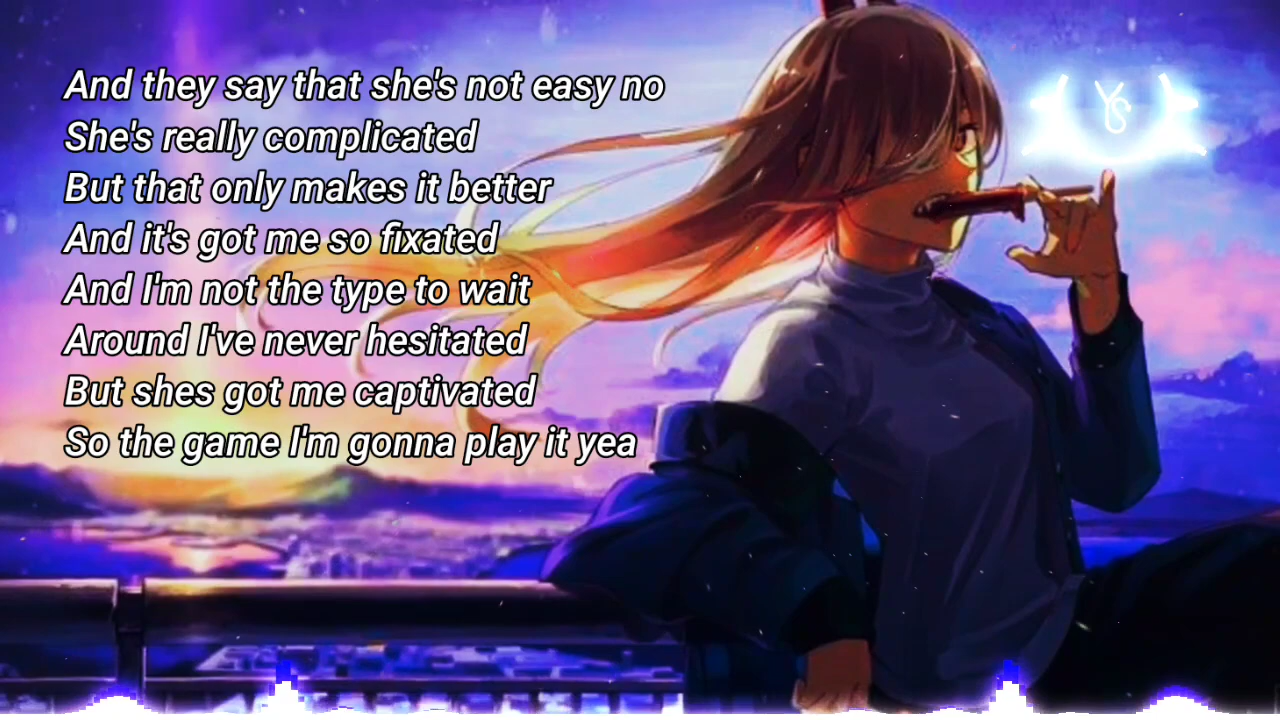 And they say that she's not easy no
She's really complicated
But that only makes it better
And it's got me so fixated
And I'm not the type to wait
Around I've never hesitated
But shes got me captivated
So the game I'm gonna play it yea